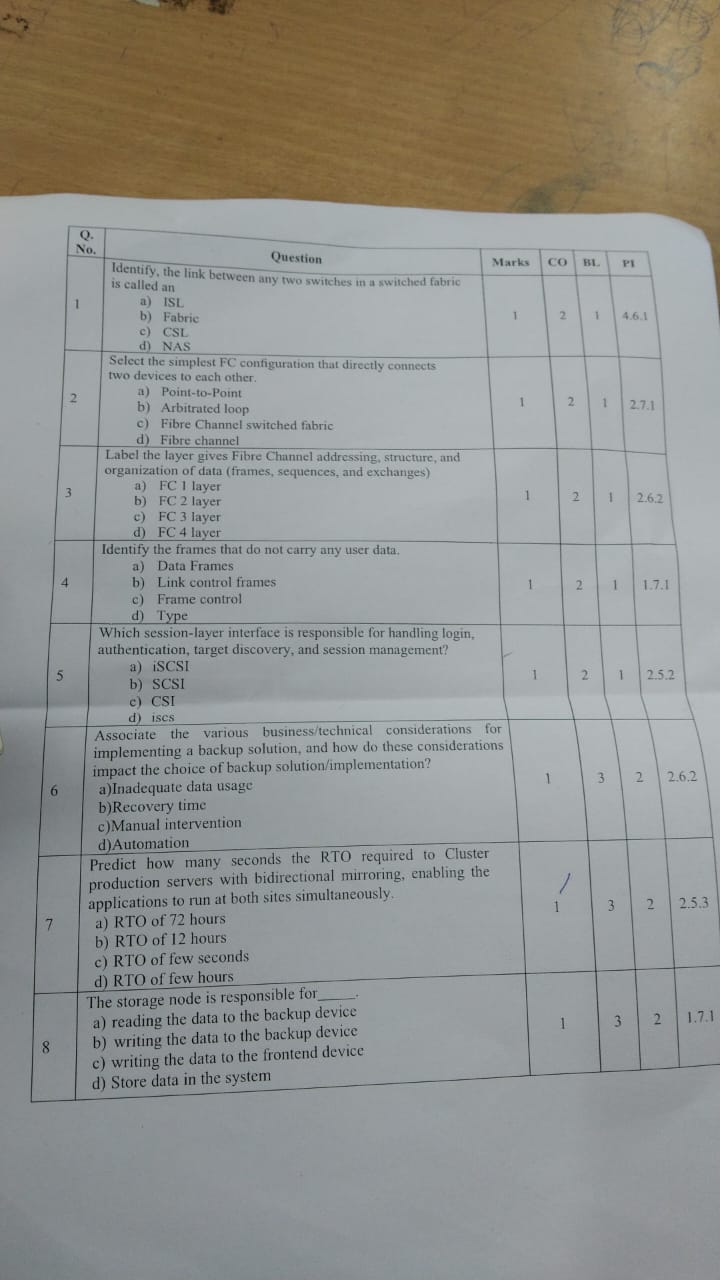 Q.
No.
Question
Marks
CO
BL
PI
1
Identify, the link between any two switches in a switched fabric
is called an
a) ISL
b) Fabric
c) CSL
d) NAS
1
2
1
4.6.1
2
Select the simplest FC configuration that directly connects
two devices to each other.
a) Point-to-Point
b) Arbitrated loop
c) Fibre Channel switched fabric
d) Fibre channel
1
2
1
2.7.1
3
Label the layer gives Fibre Channel addressing, structure, and
organization of data (frames, sequences, and exchanges)
a) FC 1 layer
b) FC 2 layer
c) FC 3 layer
d) FC 4 layer
1
2
1
2.6.2
4
Identify the frames that do not carry any user data.
a) Data Frames
b) Link control frames
c) Frame control
d) Type
1
2
1
1.7.1
5
Which session-layer interface is responsible for handling login,
authentication, target discovery, and session management?
a) iSCSI
b) SCSI
c) CSI
d) iscs
1
2
1
2.5.2
6
Associate the various business/technical considerations for
implementing a backup solution, and how do these considerations
impact the choice of backup solution/implementation?
a)Inadequate data usage
b)Recovery time
c)Manual intervention
d)Automation
1
3
2
2.6.2
7
Predict how many seconds the RTO required to Cluster
production servers with bidirectional mirroring, enabling the
applications to run at both sites simultaneously.
a) RTO of 72 hours
b) RTO of 12 hours
c) RTO of few seconds
d) RTO of few hours
1
3
2
2.5.3
8
The storage node is responsible for____.
a) reading the data to the backup device
b) writing the data to the backup device
c) writing the data to the frontend device
d) Store data in the system
1
3
2
1.7.1